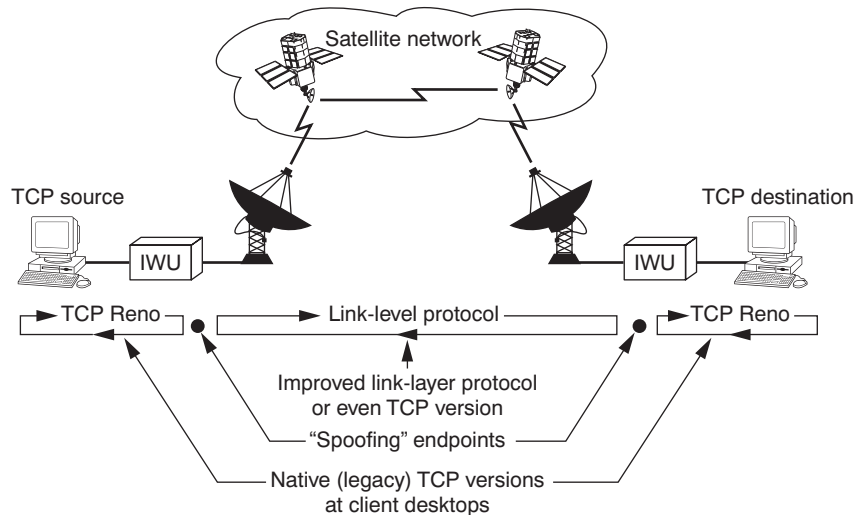 Satellite network
TCP source
TCP destination
IWU
IWU
TCP Reno
Link-level protocol
TCP Reno
Improved link-layer protocol
or even TCP version
“Spoofing” endpoints
Native (legacy) TCP versions
at client desktops